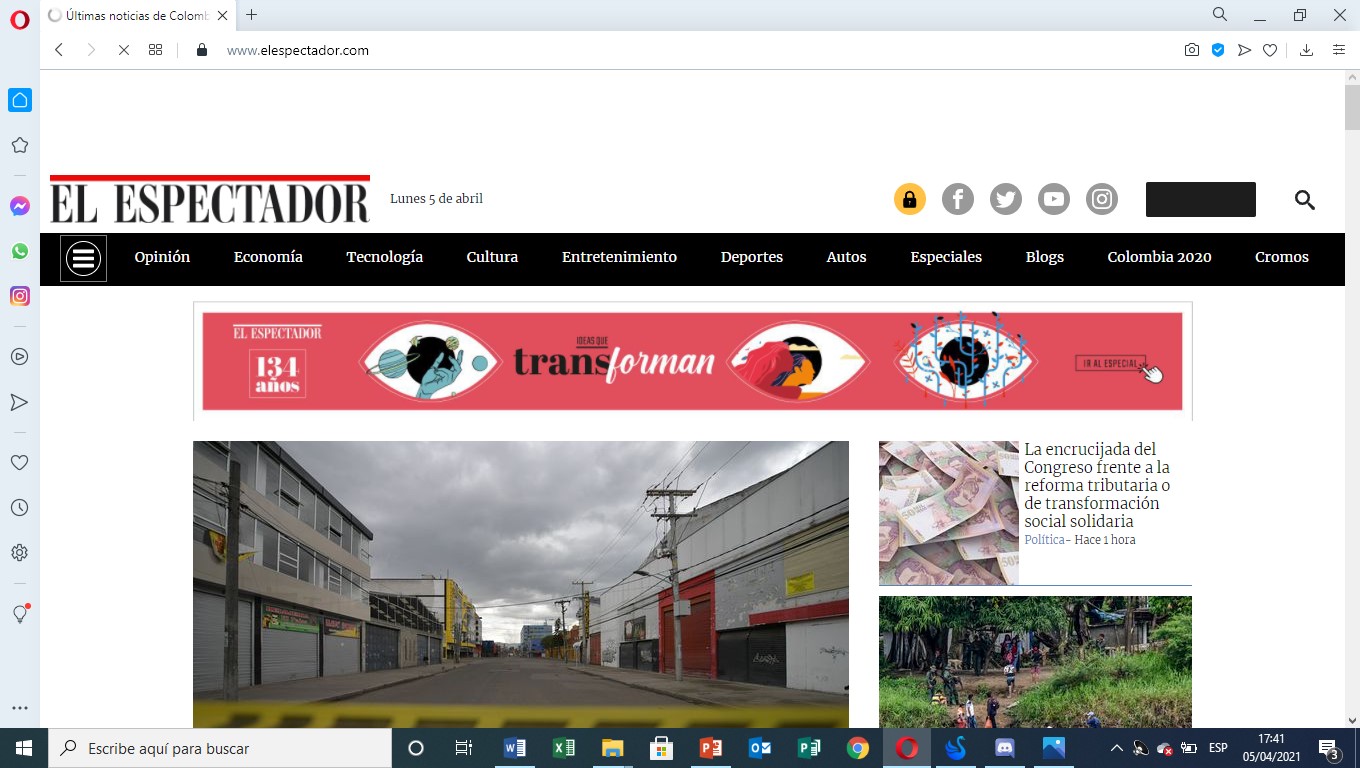 Últimas noticias de Colomb
www.elespectador.com
EL ESPECTADOR
Lunes 5 de abril
Opinión Economía Tecnología Cultura Entretenimiento Deportes Autos Especiales Blogs Colombia 2020 Cromos
EL ESPECTADOR
134
años
IDEAS QUE
transforman
IR AL ESPECIAL
La encrucijada del
Congreso frente a la
reforma tributaria o
de transformación
social solidaria
Política- Hace 1 hora
Escribe aquí para buscar
ESP
17:41
05/04/2021
3